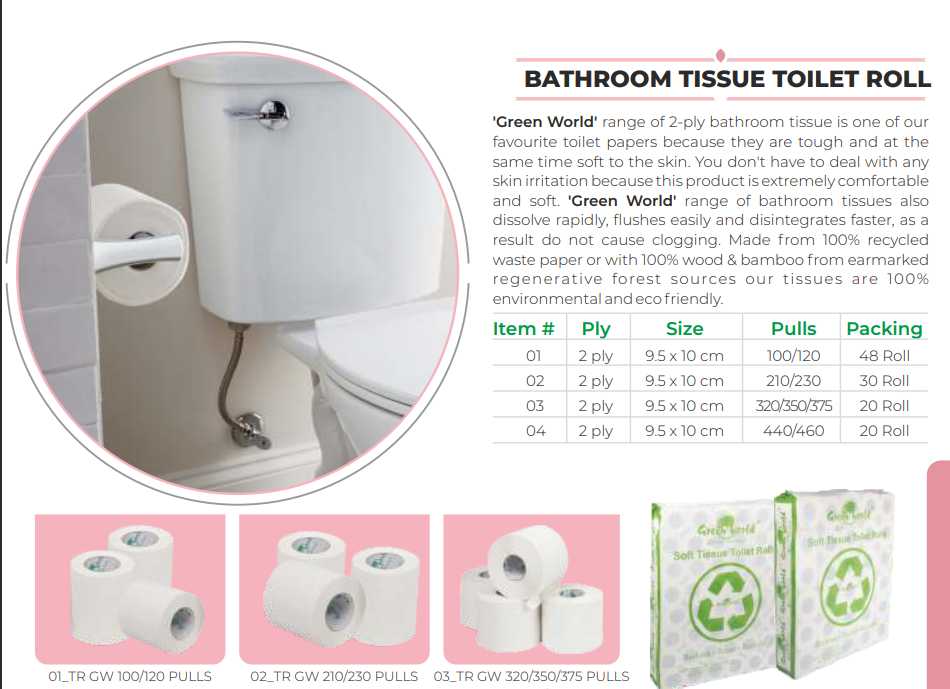 BATHROOM TISSUE TOILET ROLL
'Green World' range of 2-ply bathroom tissue is one of our
favourite toilet papers because they are tough and at the
same time soft to the skin. You don't have to deal with any
skin irritation because this product is extremely comfortable
and soft. 'Green World' range of bathroom tissues also
dissolve rapidly, flushes easily and disintegrates faster, as a
result do not cause clogging. Made from 100% recycled
waste paper or with 100% wood & bamboo from earmarked
regenerative forest sources our tissues are 100%
environmental and eco friendly.
Item # Ply Size Pulls Packing
01 2 ply 9.5 x 10 cm 100/120 48 Roll
02 2 ply 9.5 x 10 cm 210/230 30 Roll
03 2 ply 9.5 x 10 cm 320/350/375 20 Roll
04 2 ply 9.5 x 10 cm 440/460 20 Roll
Green World
Soft Tissue Toilet Roll
Green World
Soft Tissue Toilet Roll
01_TR GW 100/120 PULLS
02_TR GW 210/230 PULLS
03_TR GW 320/350/375 PULLS